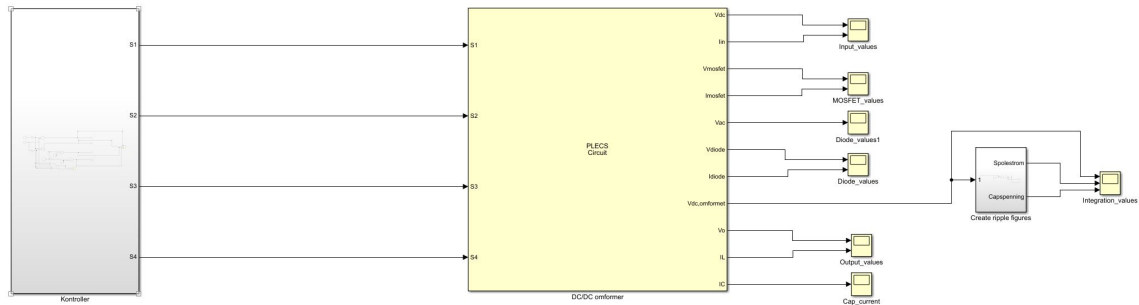 S1
S2
S3
S4
Kontroller
S1
S2
S3
S4
PLECS
Circuit
Vdc
Iin
Vmosfet
Imosfet
Vac
Vdiode
Idiode
Vdc,omformet
Vo
IL
IC
DC/DC omformer
Input_values
MOSFET_values
Diode_values1
Diode_values
Output_values
Cap_current
1
Spolestrom
Capspenning
Create ripple figures
Integration_values